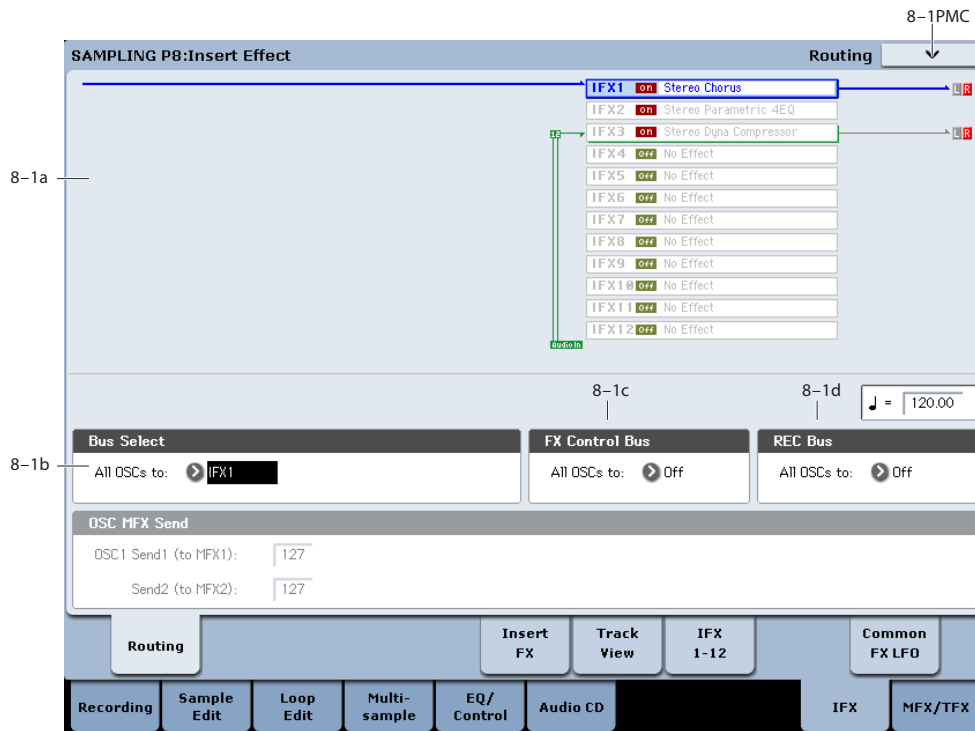 8–1PMC
SAMPLING P8:Insert Effect Routing
IFX1 on Stereo Chorus L R
IFX2 on Stereo Parametric 4EQ
12 IFX3 on Stereo Dyna Compressor L R
IFX4 Off No Effect
8–1a
IFX5 Off No Effect
IFX6 Off No Effect
IFX7 Off No Effect
IFX8 Off No Effect
IFX9 Off No Effect
IFX10 Off No Effect
IFX11 Off No Effect
IFX12 Off No Effect
Audio In
8–1c 8–1d
♩ = 120.00
Bus Select FX Control Bus REC Bus
8–1b
All OSCs to: IFX1 All OSCs to: Off All OSCs to: Off
OSC MFX Send
OSC1 Send1 (to MFX1): 127
Send2 (to MFX2): 127
Routing Insert FX Track View IFX 1-12 Common FX LFO
Recording Sample Edit Loop Edit Multi-sample EQ/Control Audio CD IFX MFX/TFX